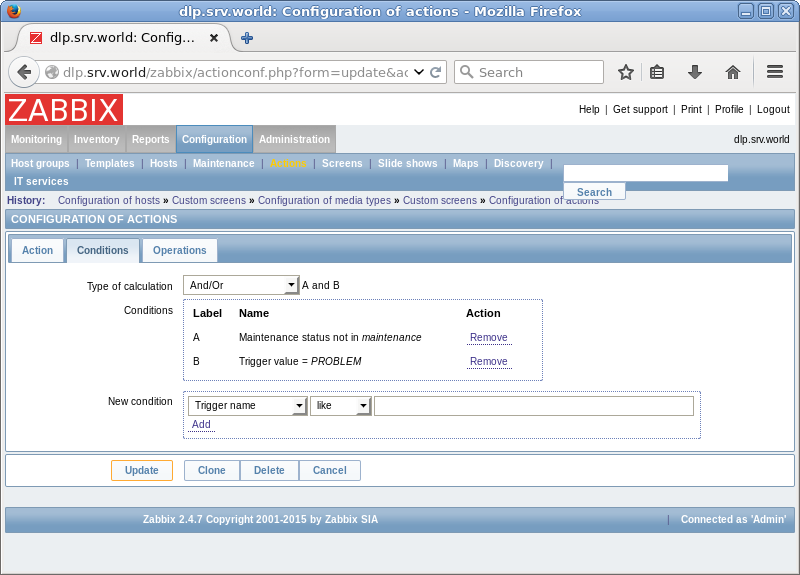 dlp.srv.world: Configuration of actions - Mozilla Firefox
dlp.srv.world: Config...
dlp.srv.world/zabbix/actionconf.php?form=update&ac
Search
ZABBIX
Help | Get support | Print | Profile | Logout
Monitoring Inventory Reports Configuration Administration
dlp.srv.world
Host groups | Templates | Hosts | Maintenance | Actions | Screens | Slide shows | Maps | Discovery |
IT services
Search
History: Configuration of hosts » Custom screens » Configuration of media types » Custom screens » Configuration of actions
CONFIGURATION OF ACTIONS
Action Conditions Operations
Type of calculation And/Or A and B
Conditions
Label Name Action
A Maintenance status not in maintenance Remove
B Trigger value = PROBLEM Remove
New condition
Trigger name like
Add
Update Clone Delete Cancel
Zabbix 2.4.7 Copyright 2001-2015 by Zabbix SIA
| Connected as 'Admin'